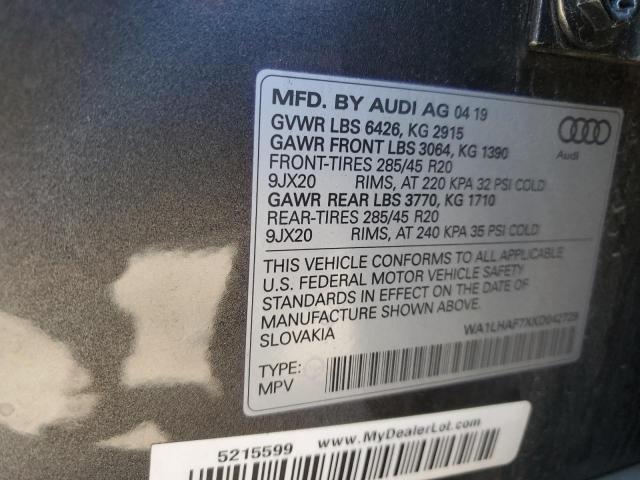 MFD. BY AUDI AG 04 19
GVWR LBS 6426, KG 2915
GAWR FRONT LBS 3064, KG 1390
FRONT-TIRES 285/45 R20
9JX20 RIMS, AT 220 KPA 32 PSI COLD
GAWR REAR LBS 3770, KG 1710
REAR-TIRES 285/45 R20
9JX20 RIMS, AT 240 KPA 35 PSI COLD
Audi
THIS VEHICLE CONFORMS TO ALL APPLICABLE
U.S. FEDERAL MOTOR VEHICLE SAFETY
STANDARDS IN EFFECT ON THE DATE OF
MANUFACTURE SHOWN ABOVE.
SLOVAKIA
WA1LHAF7XKD042729
TYPE:
MPV
5215599 www.MyDealerLot.com